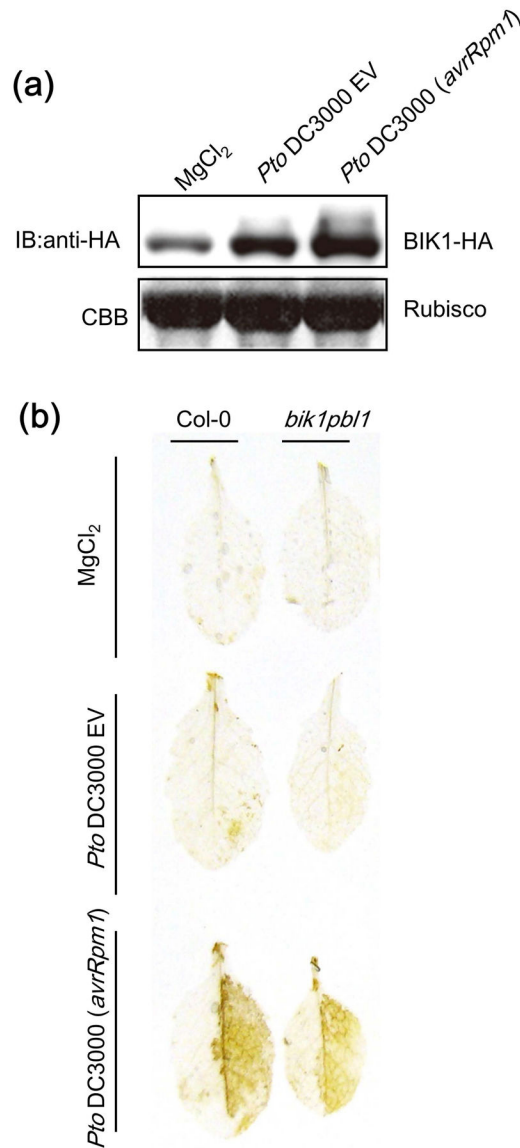 (a)
MgCl₂
Pto DC3000 EV
Pto DC3000 (avrRpm1)
IB:anti-HA
BIK1-HA
CBB
Rubisco
(b)
Col-0
bik1pbl1
MgCl₂
Pto DC3000 EV
Pto DC3000 (avrRpm1)